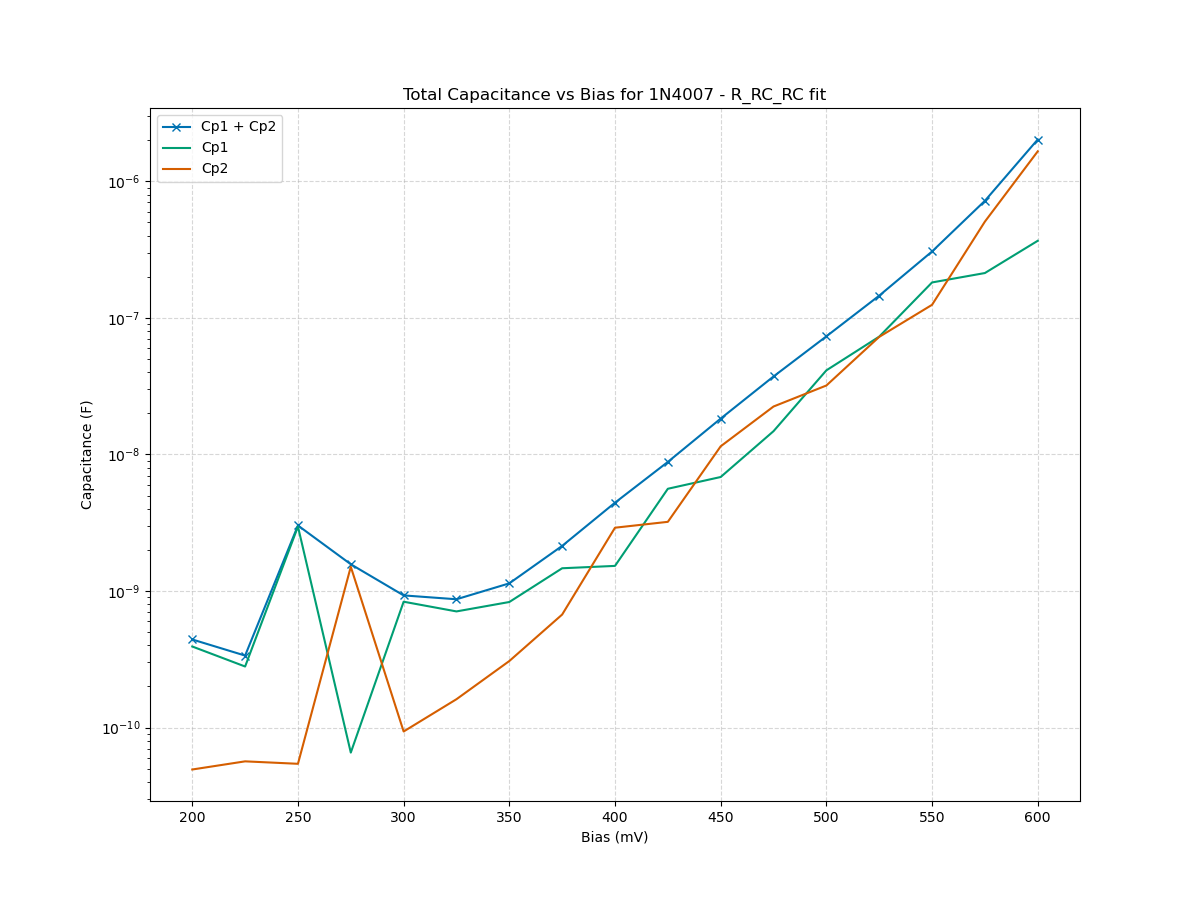 Total Capacitance vs Bias for 1N4007 - R_RC_RC fit
Cp1 + Cp2
Cp1
Cp2
Capacitance (F)
10⁻⁶
10⁻⁷
10⁻⁸
10⁻⁹
10⁻¹⁰
200 250 300 350 400 450 500 550 600
Bias (mV)